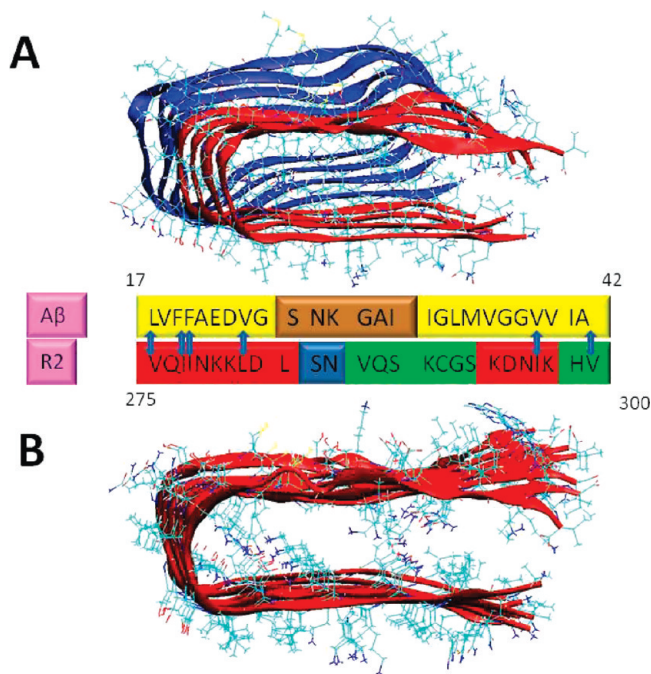 A
17 42
Aβ LVFFAEDVG S NK GAI IGLMVGGVV IA
R2 VQIINKKLD L SN VQS KCGS KDNIK HV
275 300
B